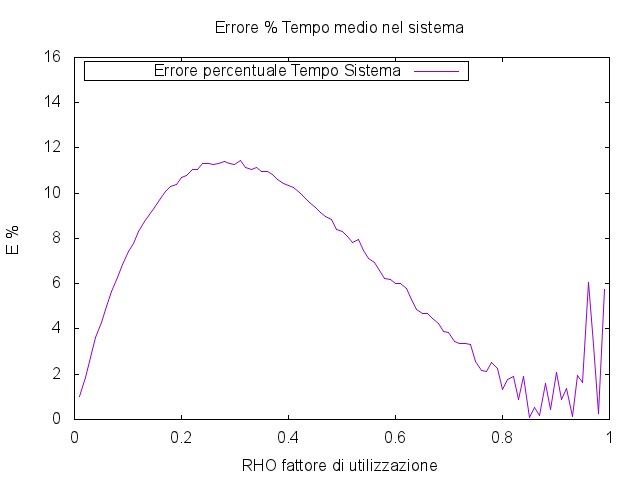 Errore % Tempo medio nel sistema
Errore percentuale Tempo Sistema
16
14
12
10
8
6
4
2
0
E %
0 0.2 0.4 0.6 0.8 1
RHO fattore di utilizzazione